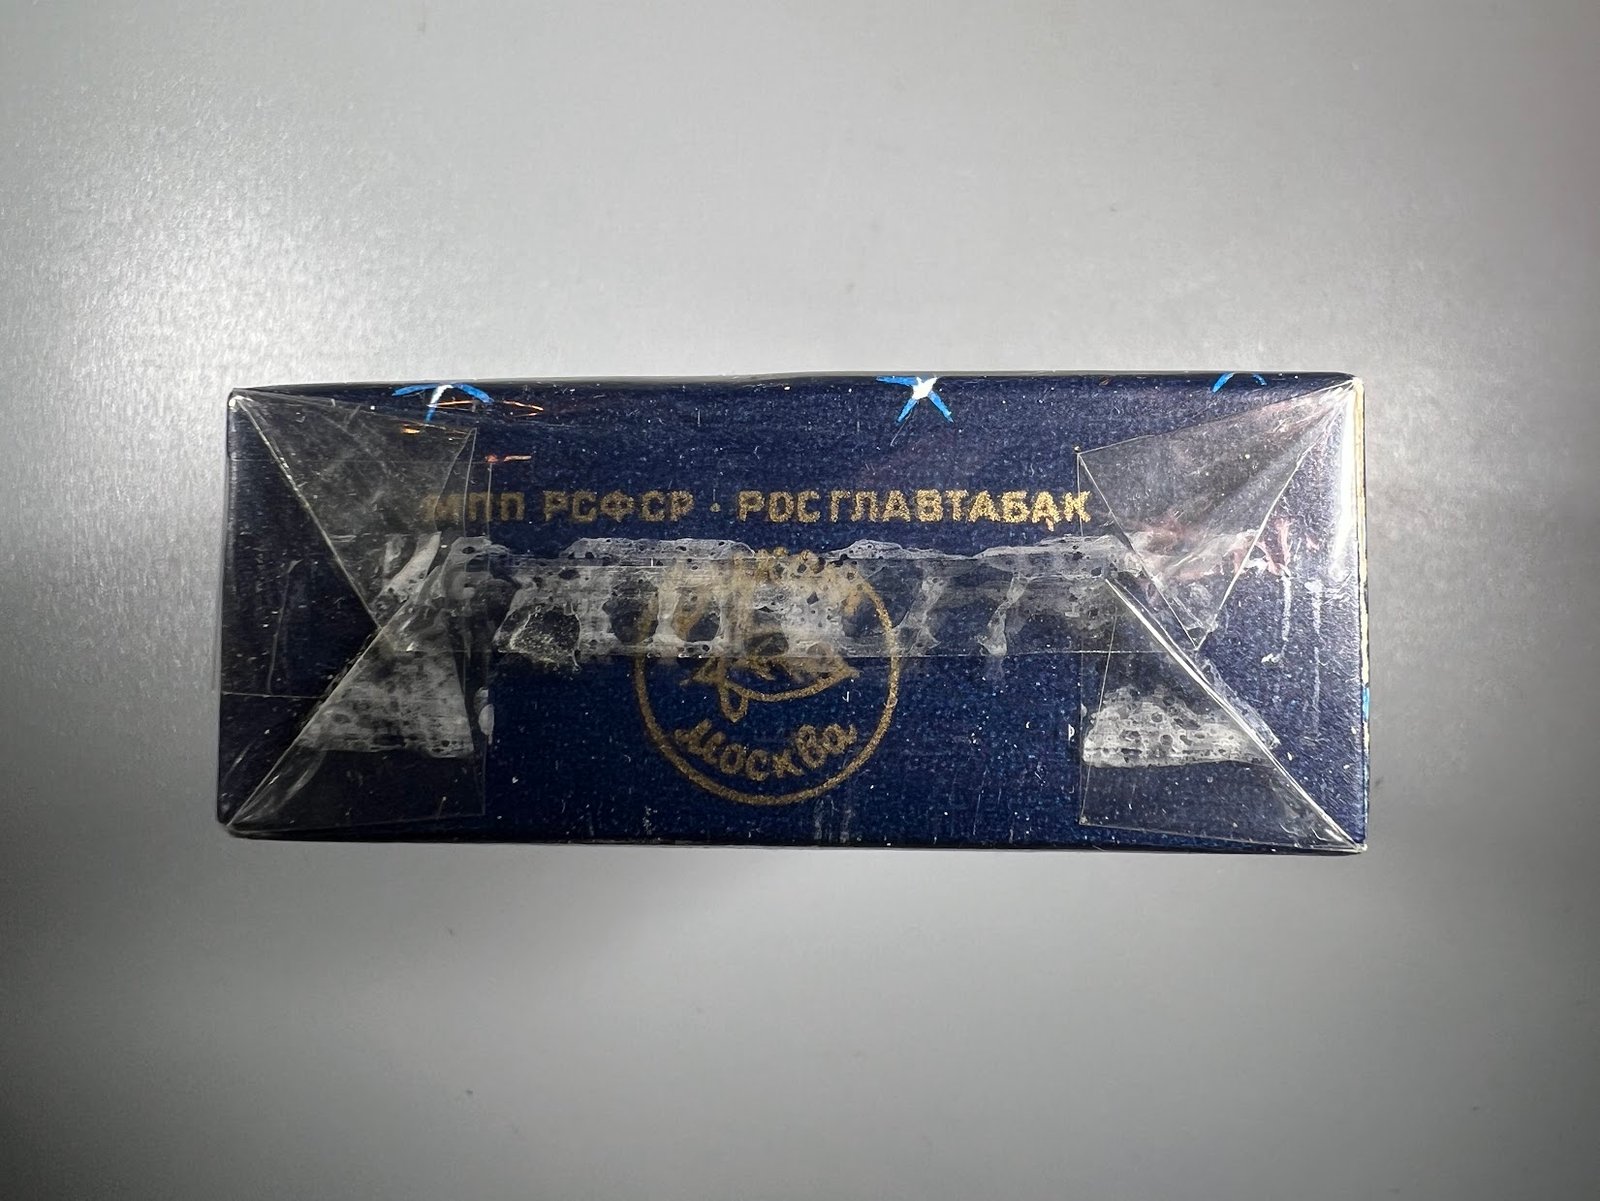 МПП РСФСР · РОСГЛАВТАБАК
Москва